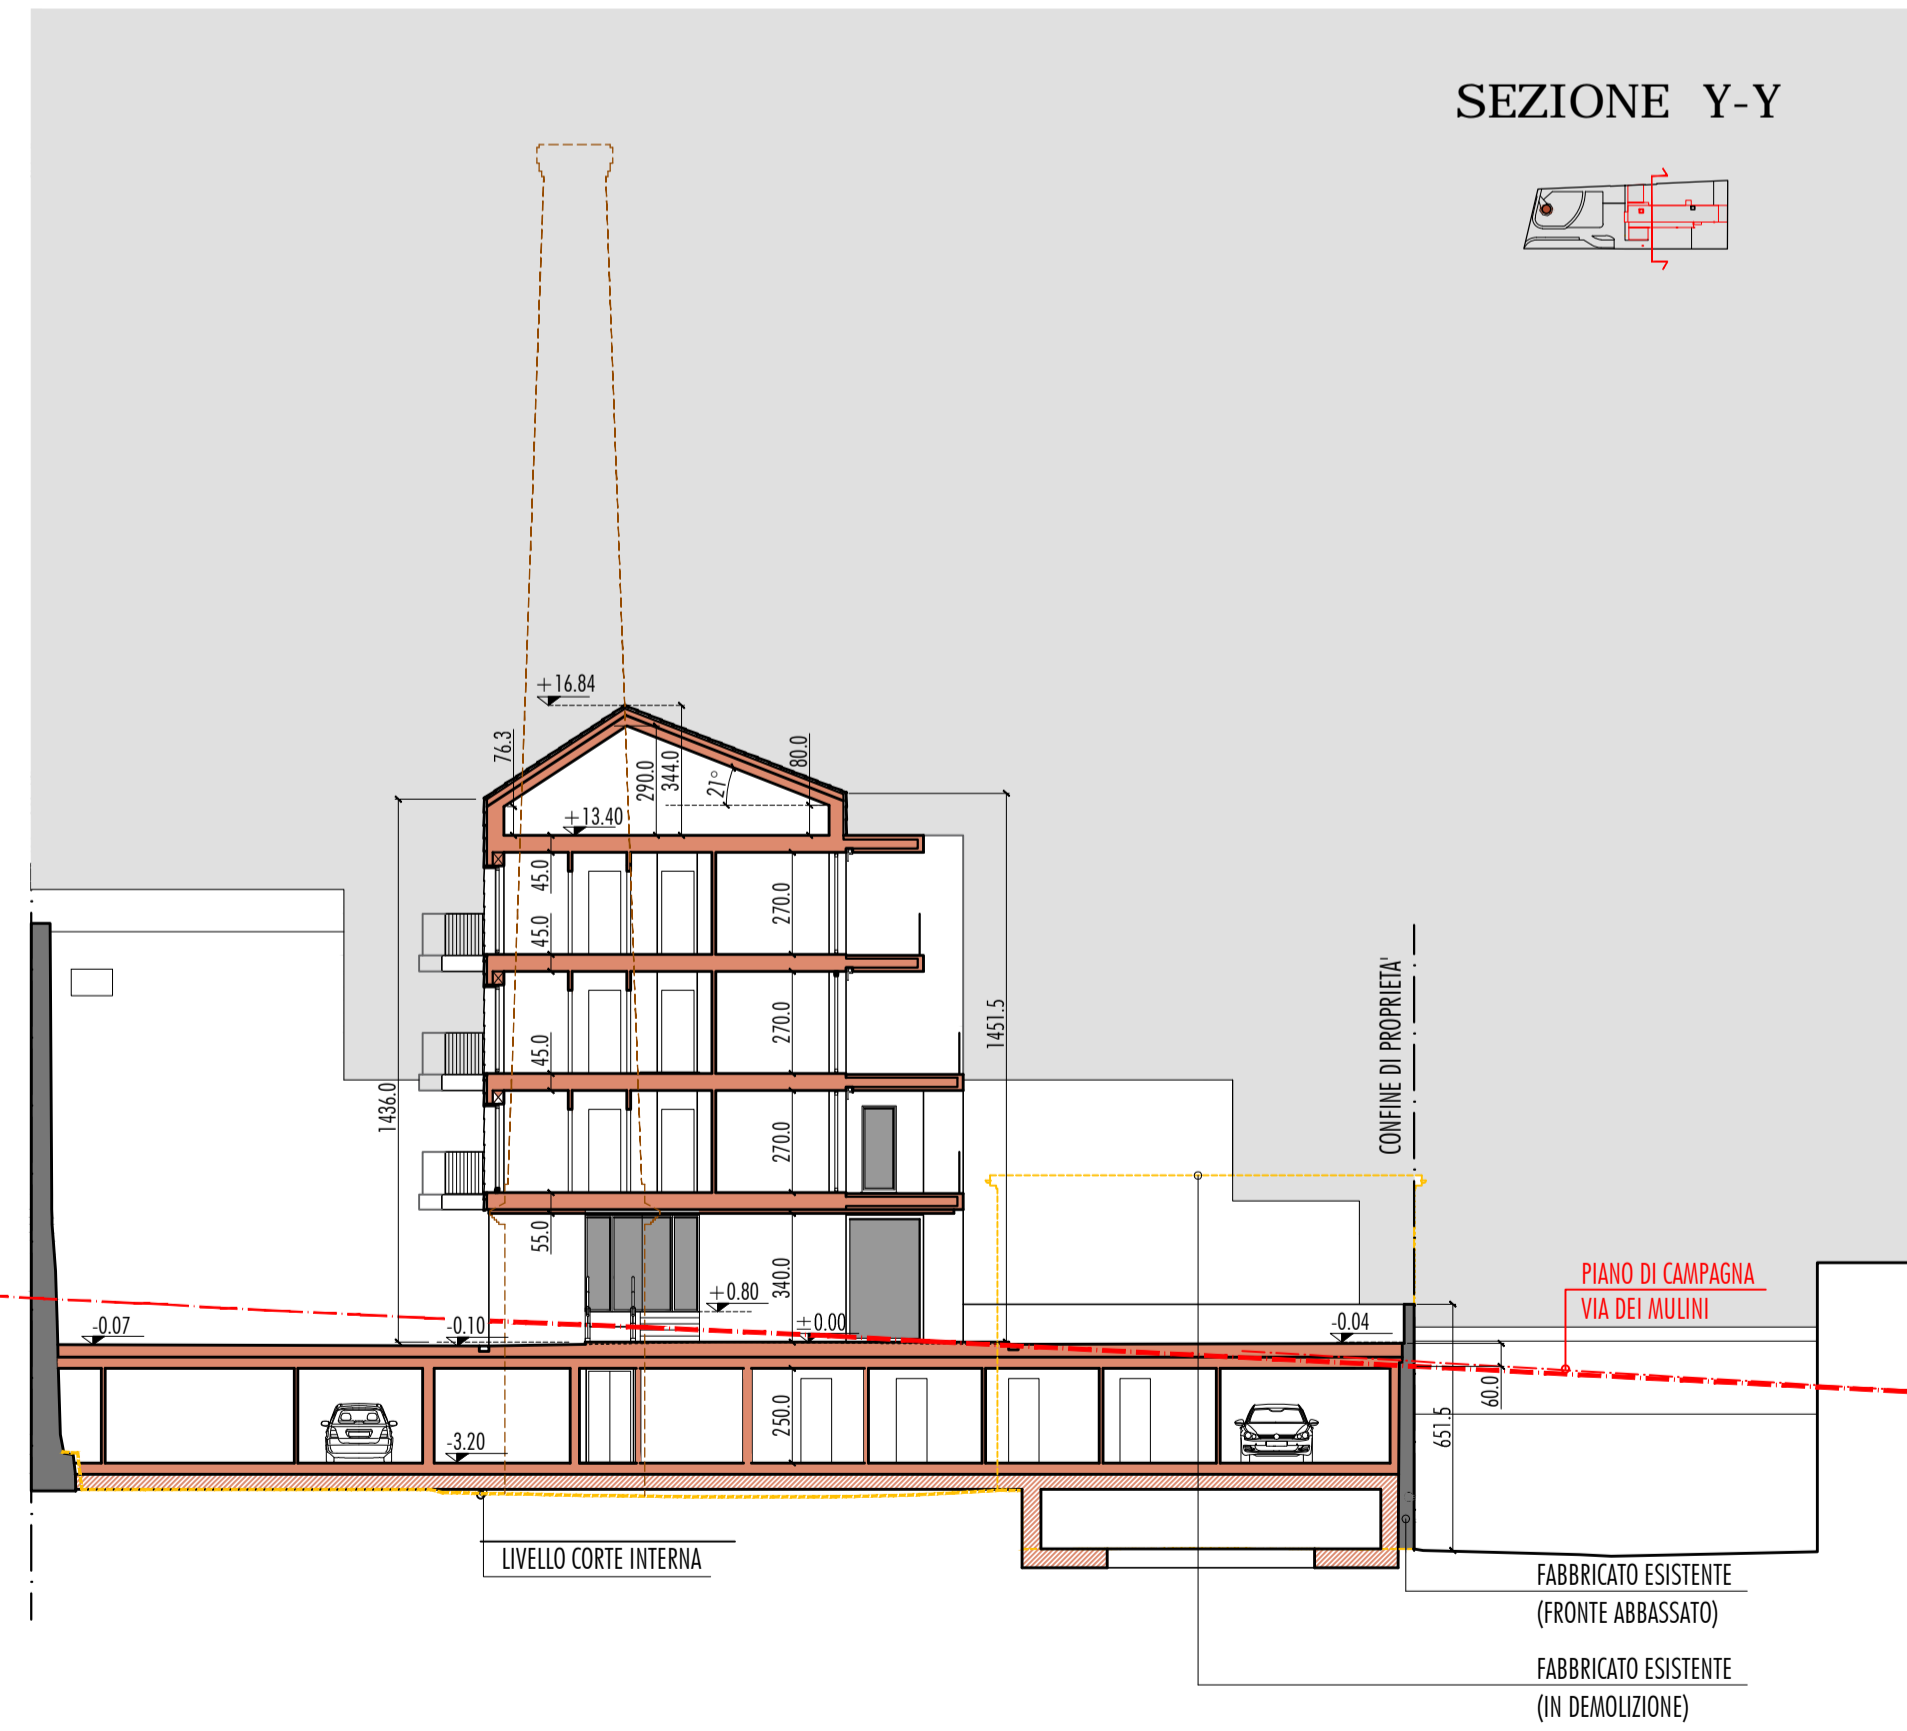 SEZIONE Y-Y
+16.84
76.3
290.0
344.0
21°
80.0
+13.40
45.0
270.0
45.0
270.0
45.0
270.0
55.0
340.0
1436.0
1451.5
CONFINE DI PROPRIETA'
+0.80
±0.00
-0.07
-0.10
-0.04
PIANO DI CAMPAGNA
VIA DEI MULINI
60.0
651.5
250.0
-3.20
LIVELLO CORTE INTERNA
FABBRICATO ESISTENTE
(FRONTE ABBASSATO)
FABBRICATO ESISTENTE
(IN DEMOLIZIONE)